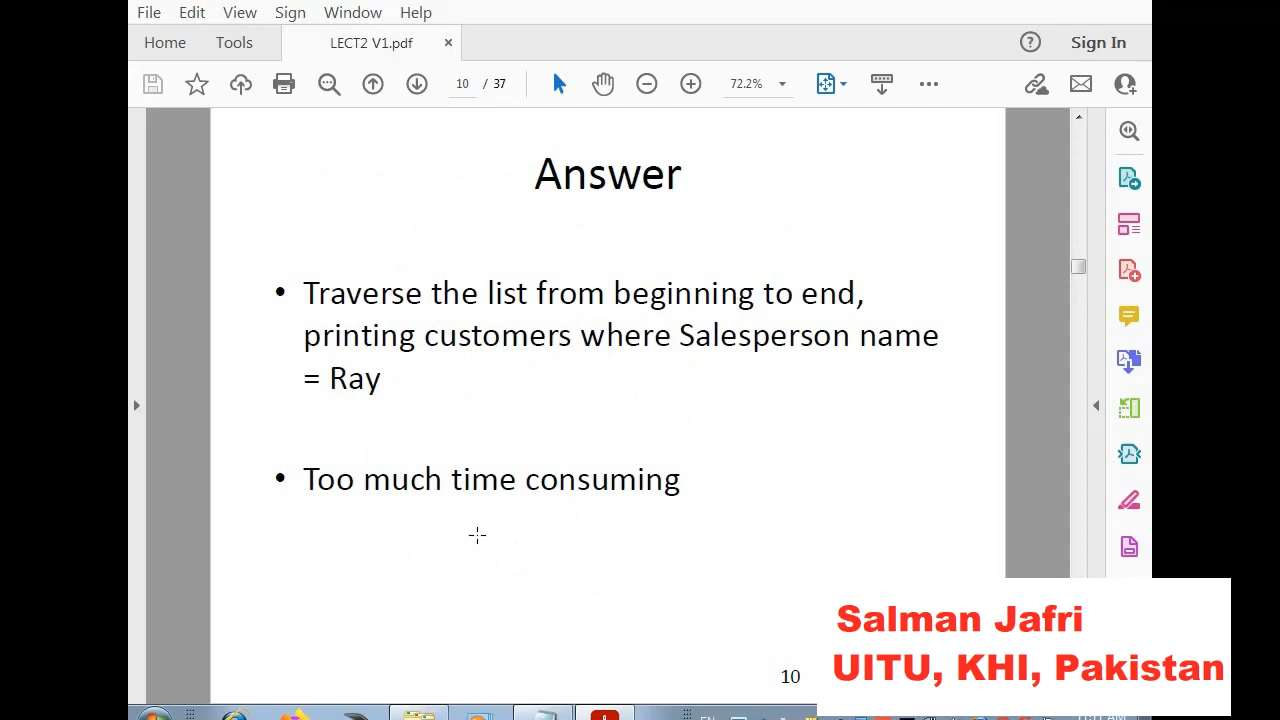 File Edit View Sign Window Help
Home Tools LECT2 V1.pdf × Sign In
10 / 37 72.2%
Answer
• Traverse the list from beginning to end,
printing customers where Salesperson name
= Ray
• Too much time consuming
10
Salman Jafri
UITU, KHI, Pakistan